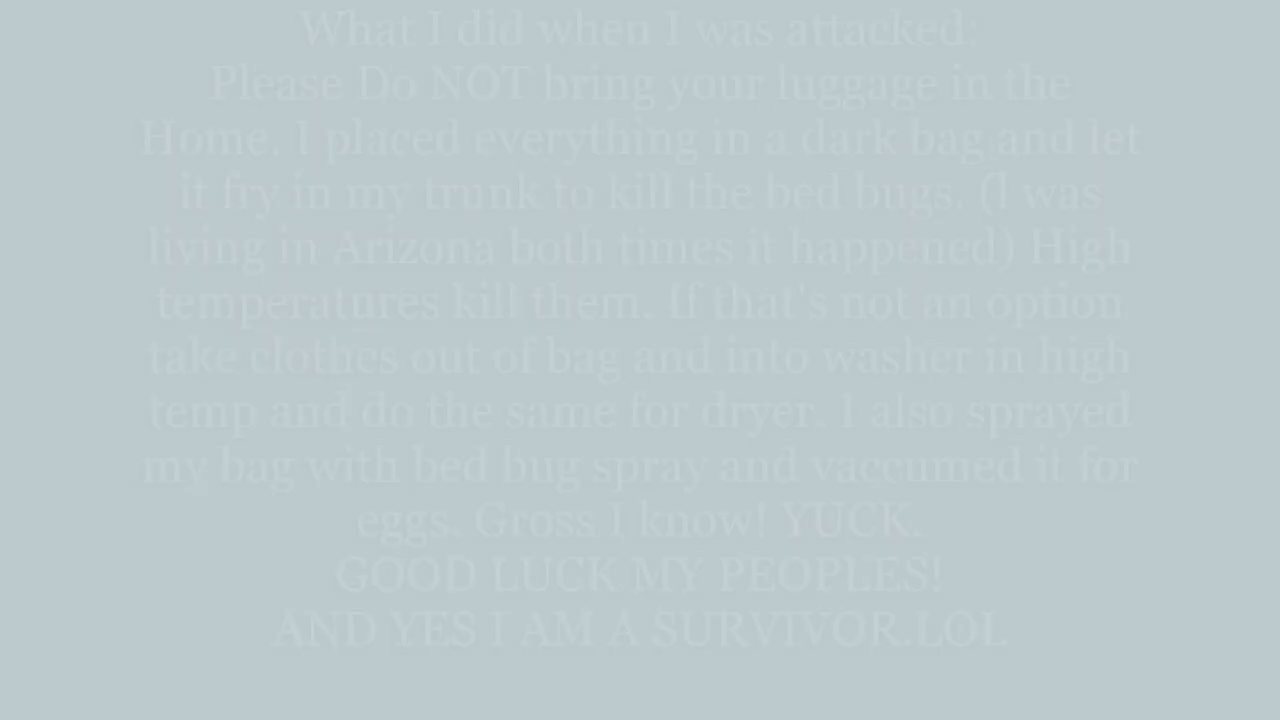 What I did when I was attacked:
Please Do NOT bring your luggage in the
Home. I placed everything in a dark bag and let
it fry in my trunk to kill the bed bugs. (I was
living in Arizona both times it happened) High
temperatures kill them. If that's not an option
take clothes out of bag and into washer in high
temp and do the same for dryer. I also sprayed
my bag with bed bug spray and vaccumed it for
eggs. Gross I know! YUCK.
GOOD LUCK MY PEOPLES!
AND YES I AM A SURVIVOR.LOL